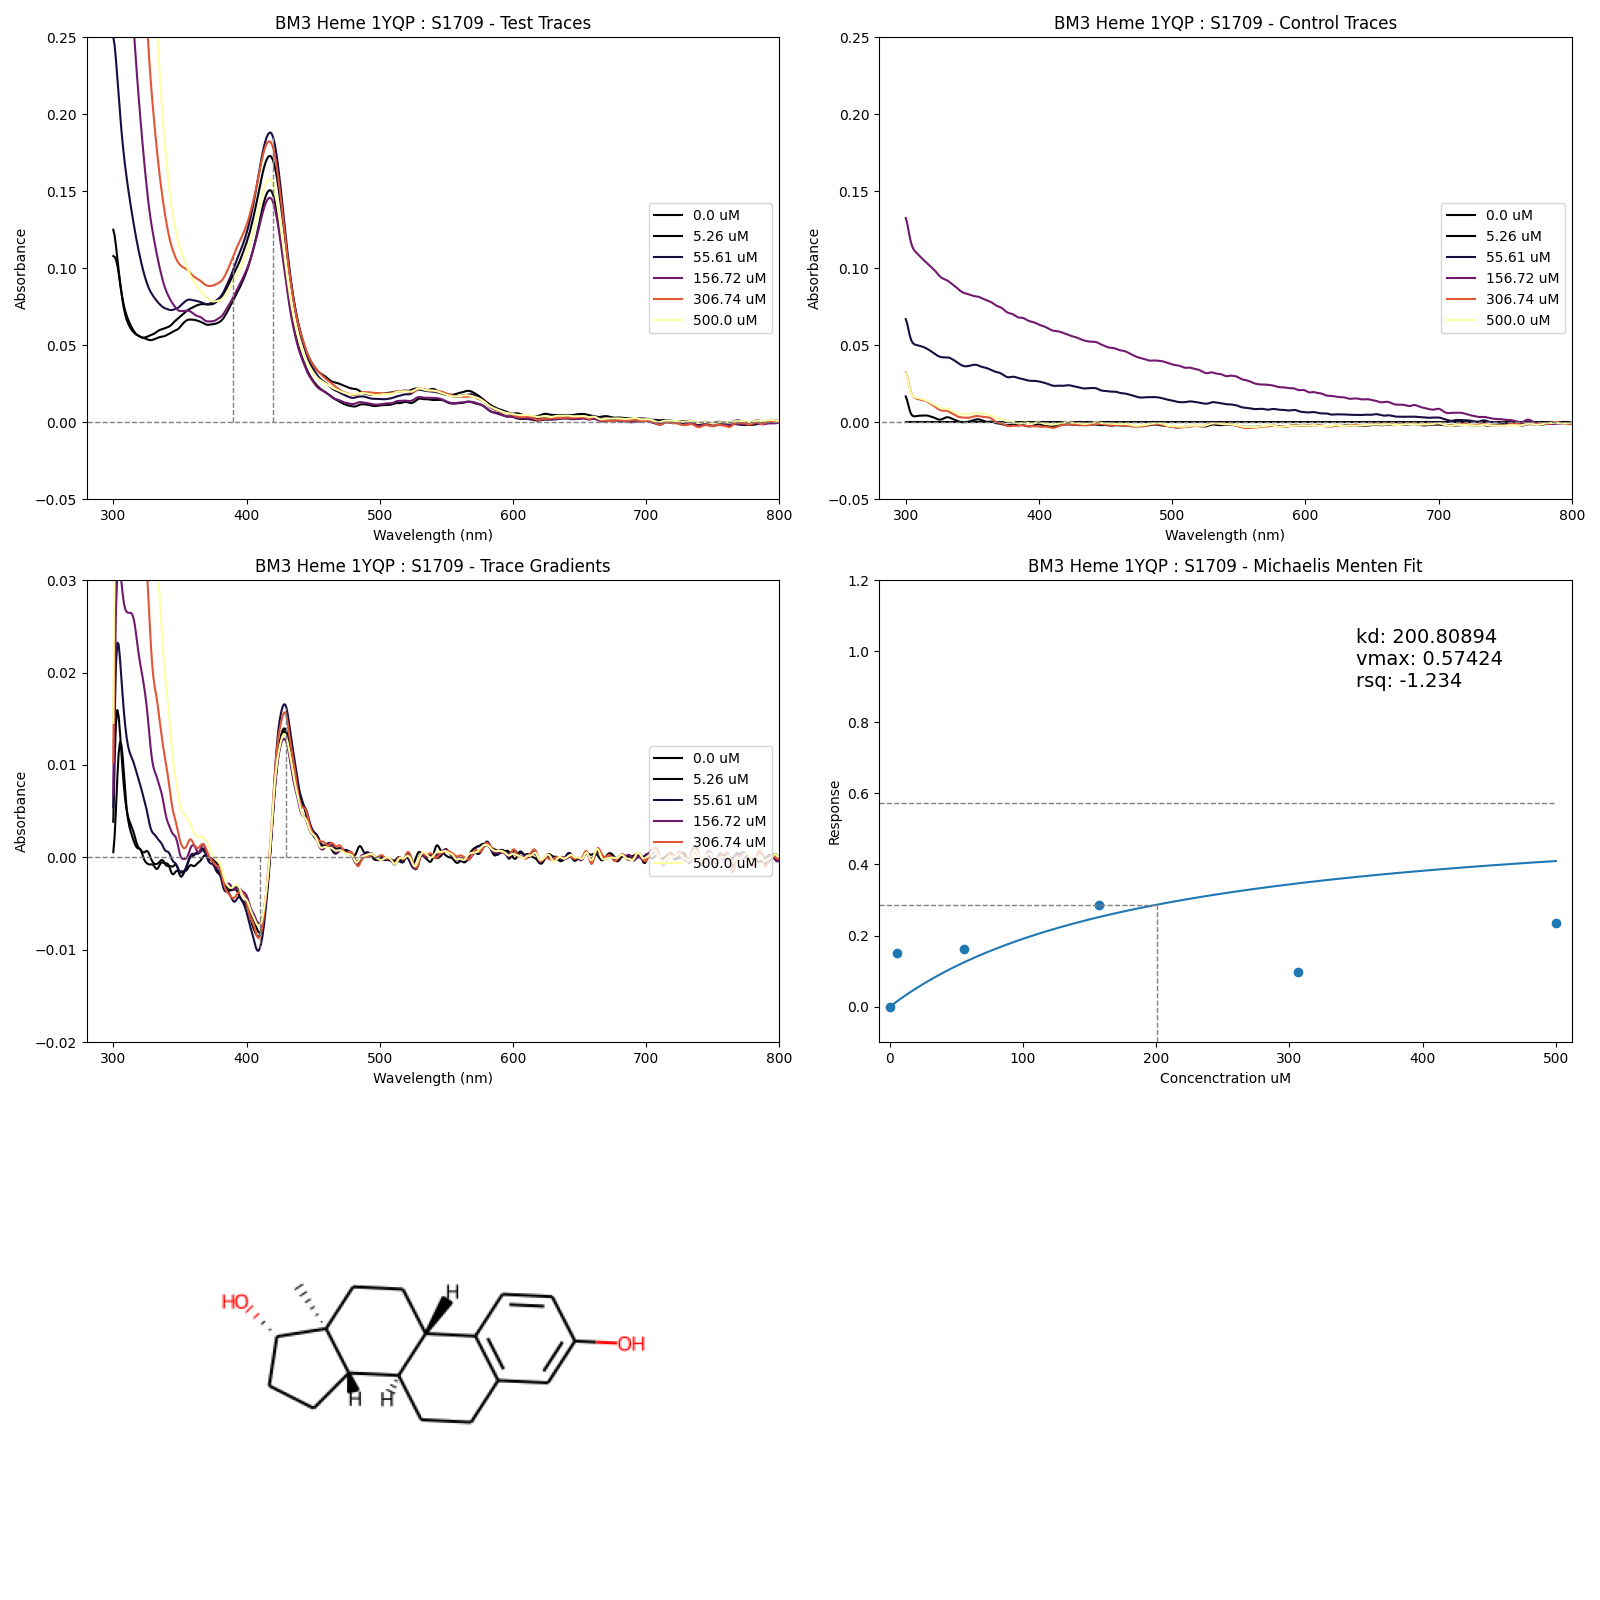 BM3 Heme 1YQP : S1709 - Test Traces
0.25
0.20
0.15
0.10
0.05
0.00
−0.05
Absorbance
300 400 500 600 700 800
Wavelength (nm)
0.0 uM
5.26 uM
55.61 uM
156.72 uM
306.74 uM
500.0 uM
BM3 Heme 1YQP : S1709 - Control Traces
0.25
0.20
0.15
0.10
0.05
0.00
−0.05
Absorbance
300 400 500 600 700 800
Wavelength (nm)
0.0 uM
5.26 uM
55.61 uM
156.72 uM
306.74 uM
500.0 uM
BM3 Heme 1YQP : S1709 - Trace Gradients
0.03
0.02
0.01
0.00
−0.01
−0.02
Absorbance
300 400 500 600 700 800
Wavelength (nm)
0.0 uM
5.26 uM
55.61 uM
156.72 uM
306.74 uM
500.0 uM
BM3 Heme 1YQP : S1709 - Michaelis Menten Fit
1.2
1.0
0.8
0.6
0.4
0.2
0.0
Response
kd: 200.80894
vmax: 0.57424
rsq: -1.234
0 100 200 300 400 500
Concenctration uM
HO
H
OH
H H